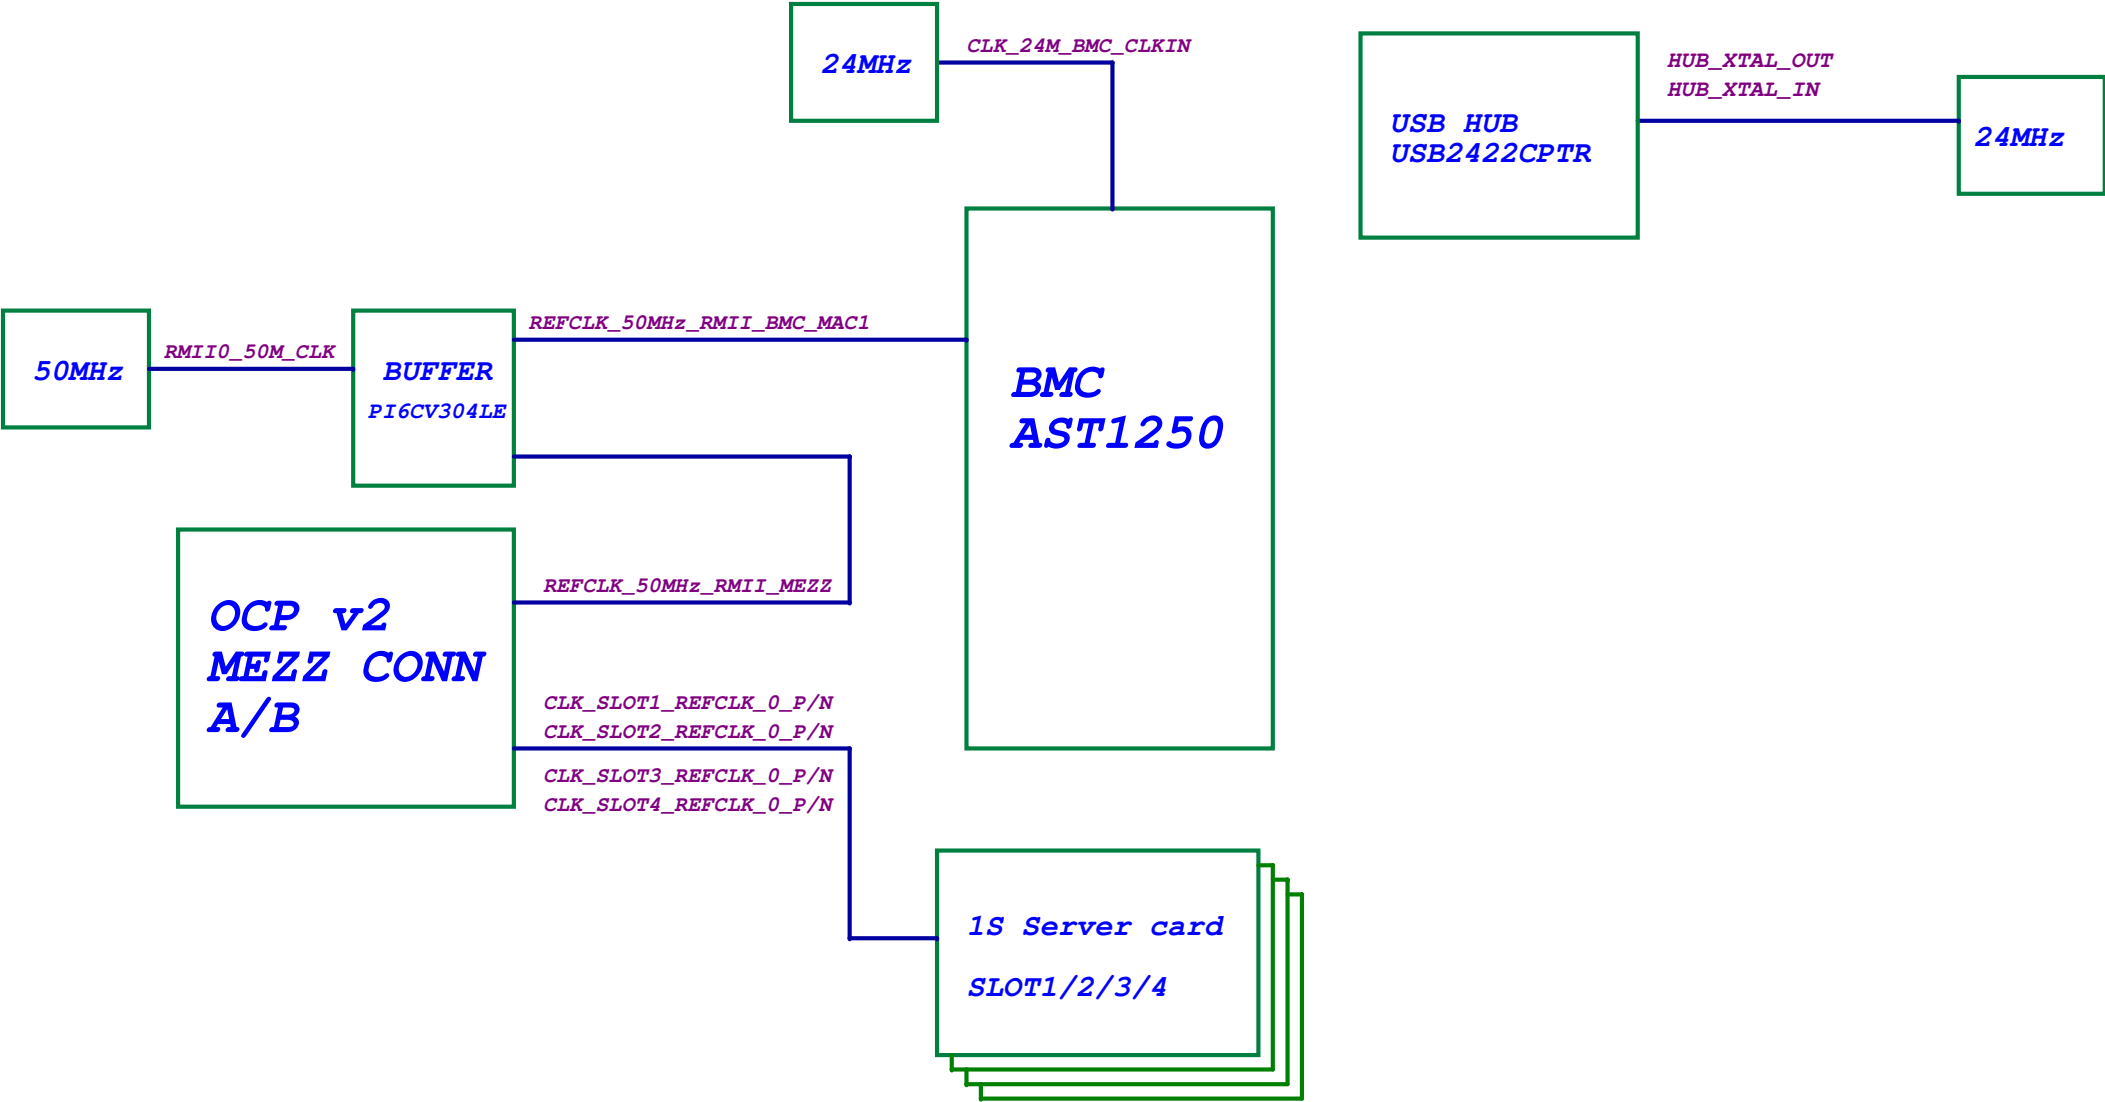 24MHz
CLK_24M_BMC_CLKIN
USB HUB
USB2422CPTR
HUB_XTAL_OUT
HUB_XTAL_IN
24MHz
50MHz
RMII0_50M_CLK
BUFFER
PI6CV304LE
REFCLK_50MHz_RMII_BMC_MAC1
BMC
AST1250
OCP v2
MEZZ CONN
A/B
REFCLK_50MHz_RMII_MEZZ
CLK_SLOT1_REFCLK_0_P/N
CLK_SLOT2_REFCLK_0_P/N
CLK_SLOT3_REFCLK_0_P/N
CLK_SLOT4_REFCLK_0_P/N
1S Server card
SLOT1/2/3/4